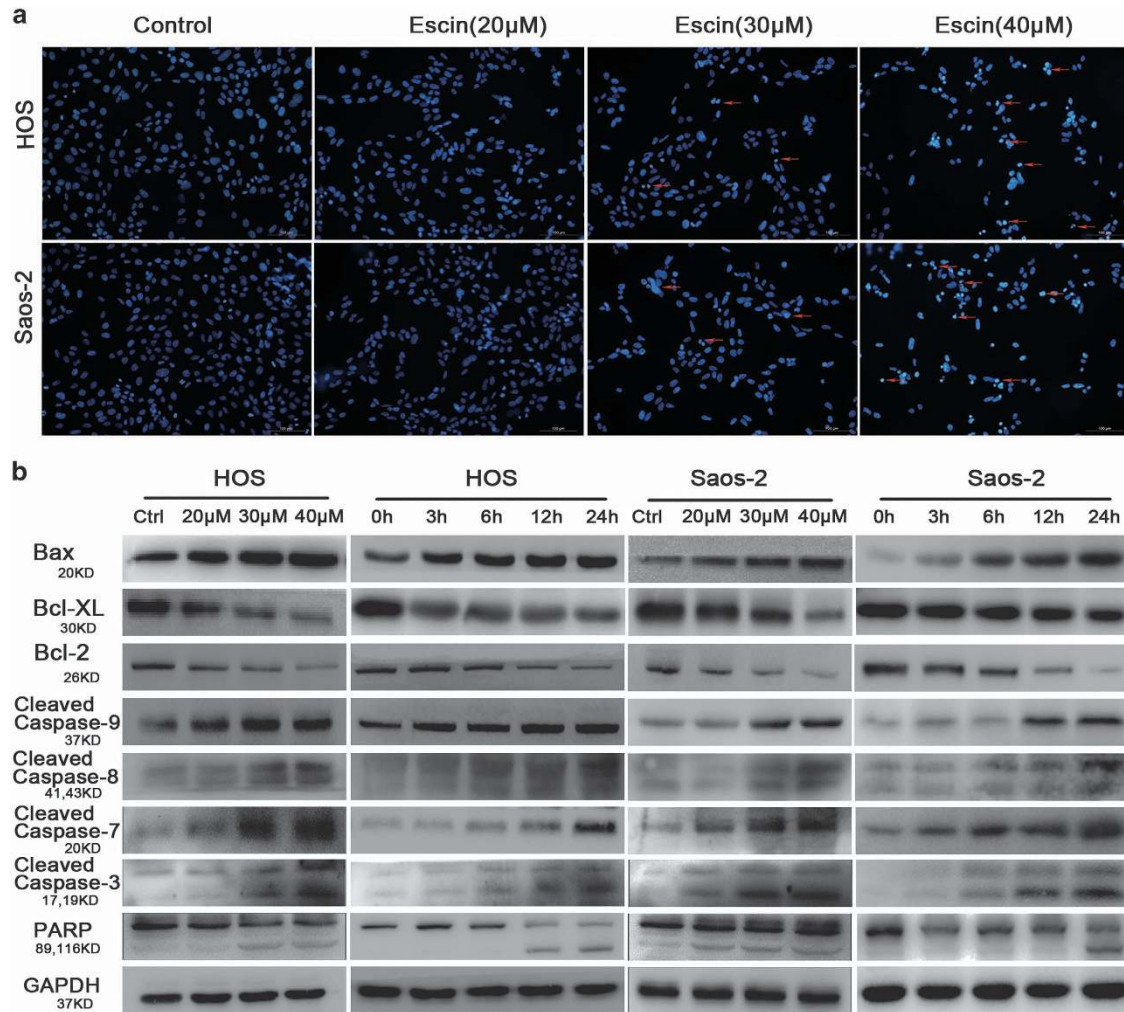 a
Control Escin(20μM) Escin(30μM) Escin(40μM)
HOS
Saos-2
b
HOS HOS Saos-2 Saos-2
Ctrl 20μM 30μM 40μM 0h 3h 6h 12h 24h Ctrl 20μM 30μM 40μM 0h 3h 6h 12h 24h
Bax
20KD
Bcl-XL
30KD
Bcl-2
26KD
Cleaved
Caspase-9
37KD
Cleaved
Caspase-8
41,43KD
Cleaved
Caspase-7
20KD
Cleaved
Caspase-3
17,19KD
PARP
89,116KD
GAPDH
37KD